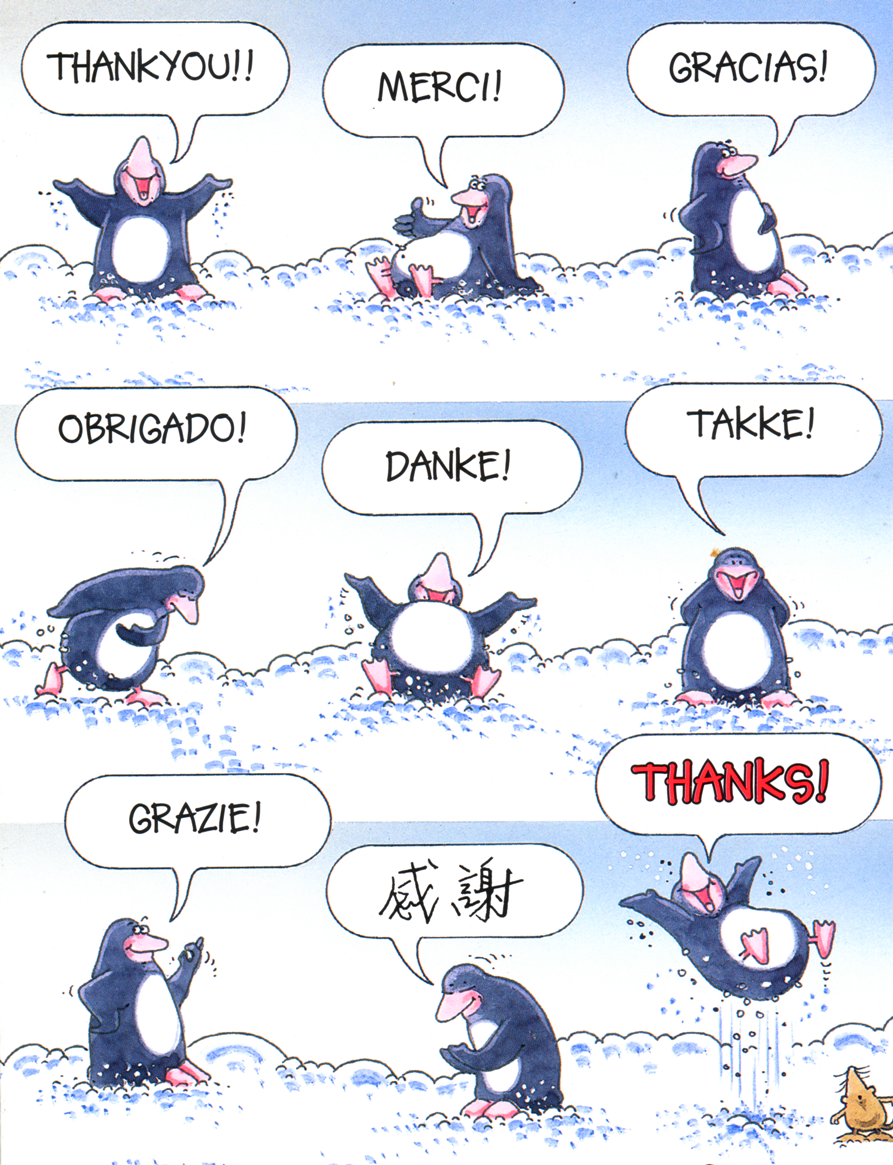 THANKYOU!!
MERCI!
GRACIAS!
OBRIGADO!
DANKE!
TAKKE!
GRAZIE!
感謝
THANKS!